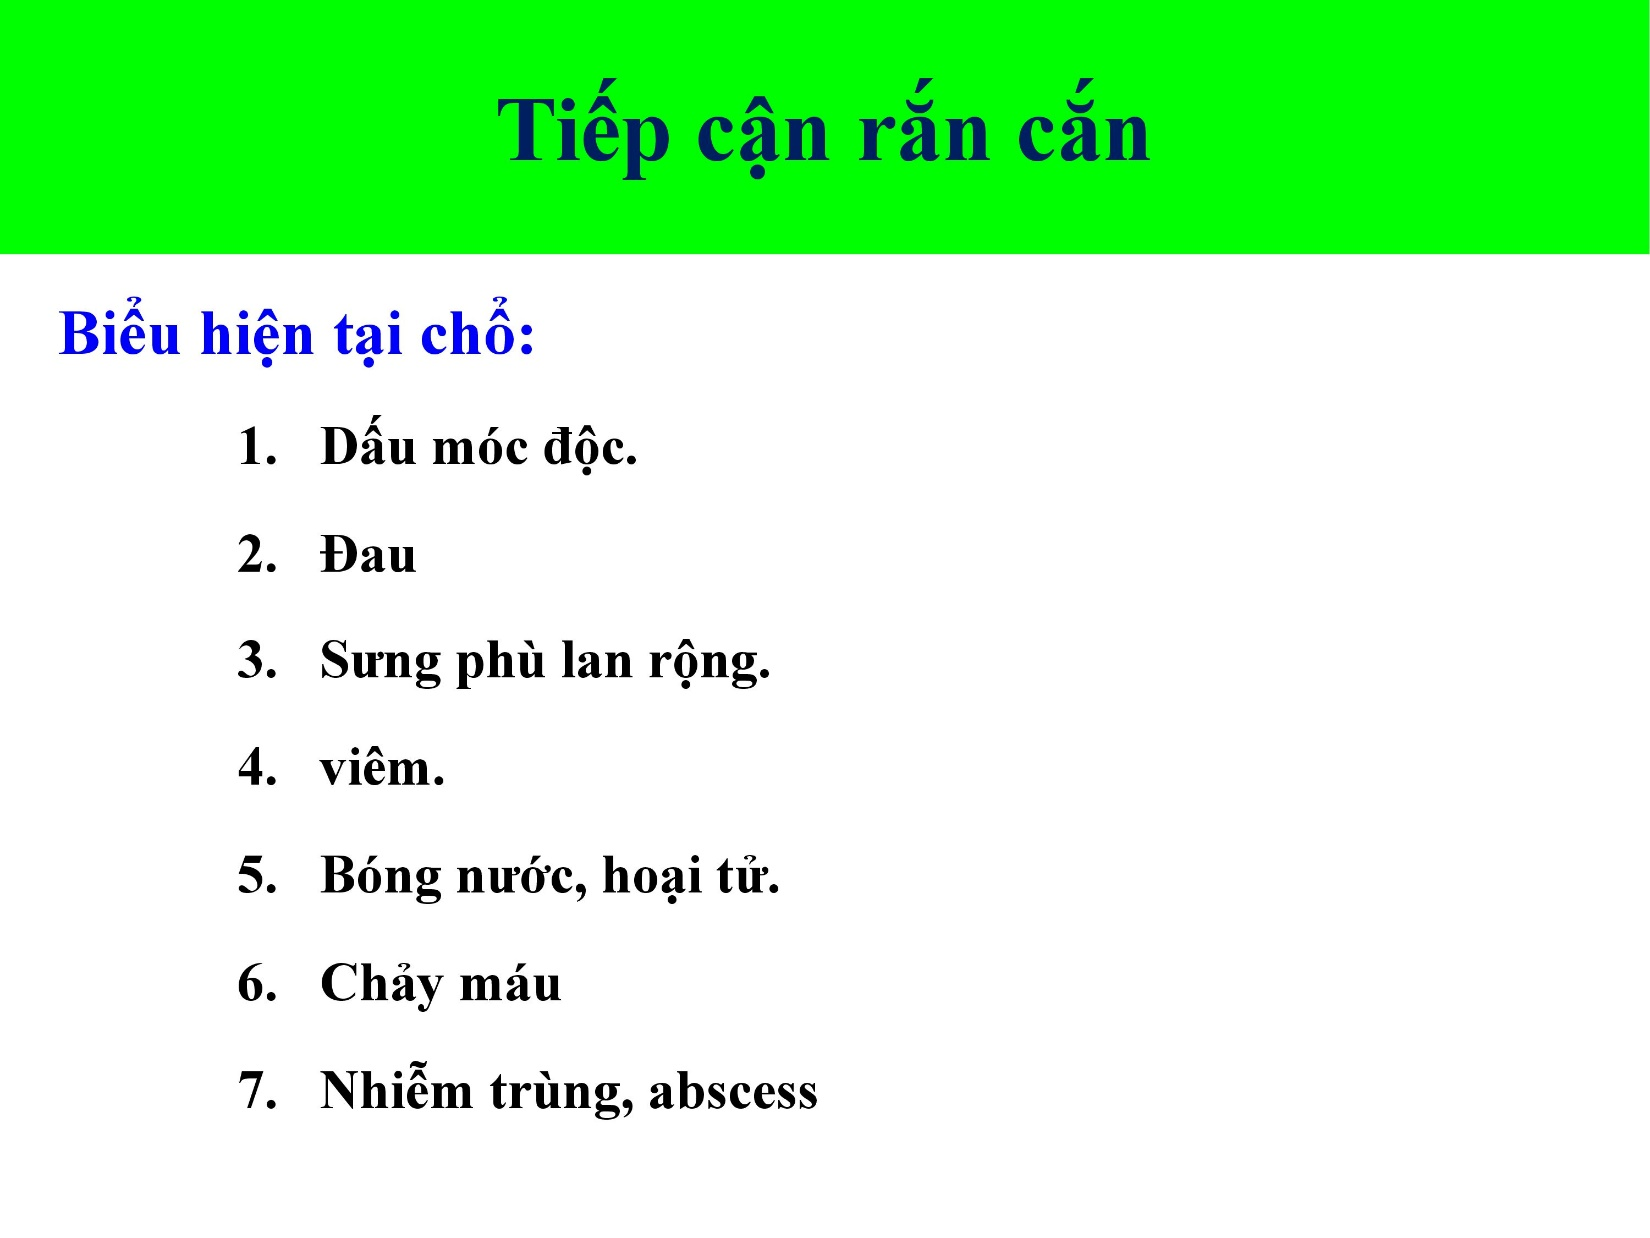 Tiếp cận rắn cắn
Biểu hiện tại chổ:
1. Dấu móc độc.
2. Đau
3. Sưng phù lan rộng.
4. viêm.
5. Bóng nước, hoại tử.
6. Chảy máu
7. Nhiễm trùng, abscess